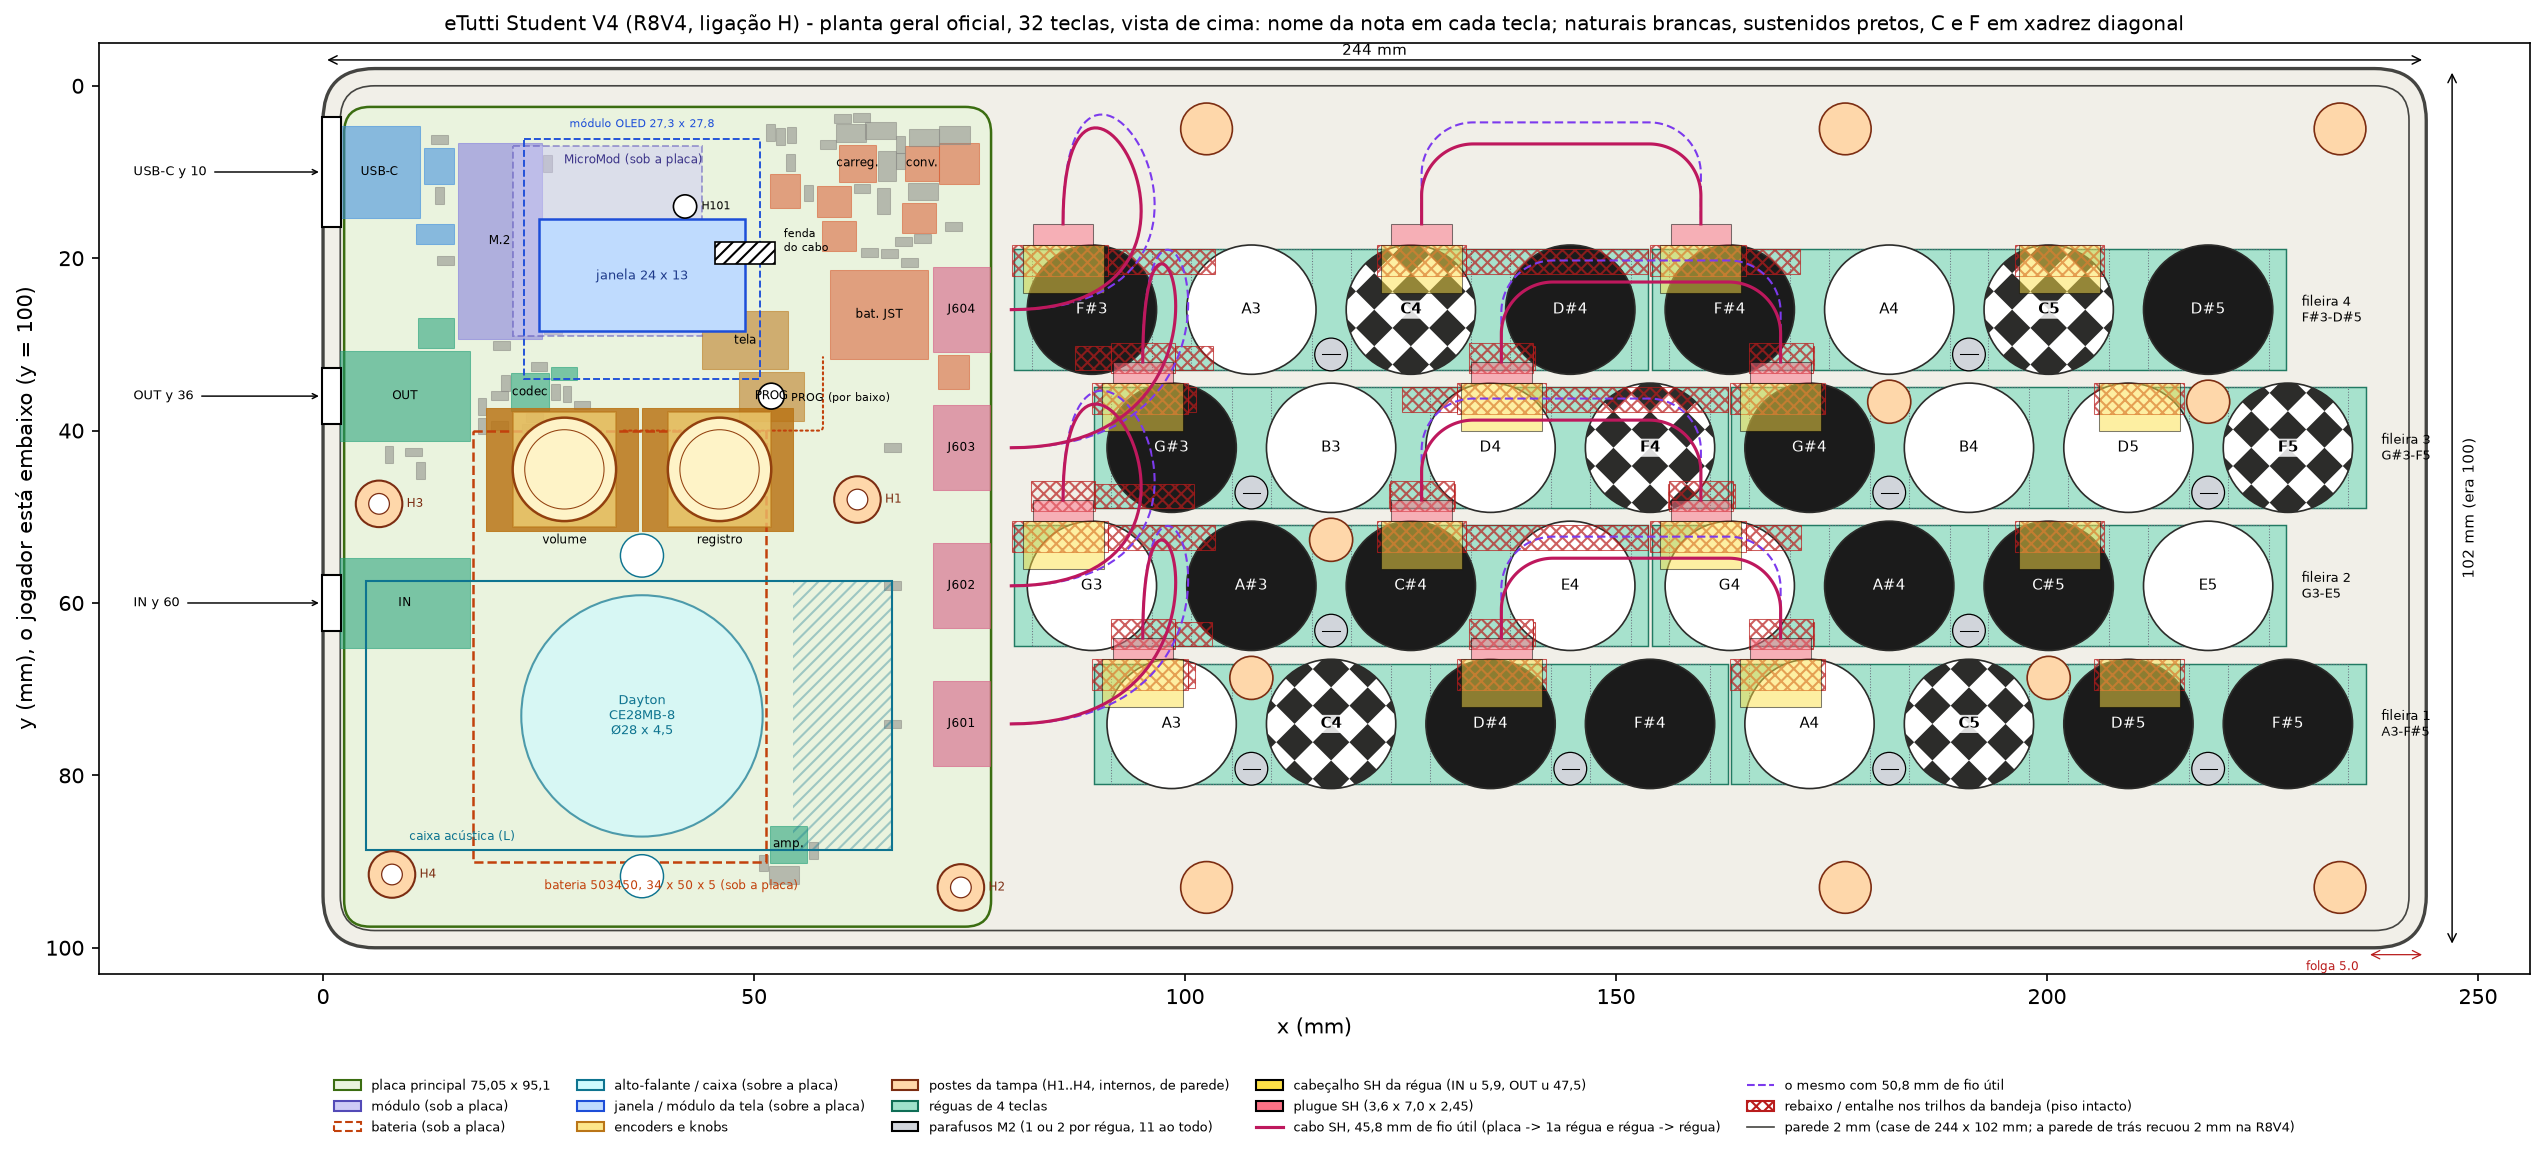 eTutti Student V4 (R8V4, ligação H) - planta geral oficial, 32 teclas, vista de cima: nome da nota em cada tecla; naturais brancas, sustenidos pretos, C e F em xadrez diagonal
244 mm
0
20
40
60
80
100
y (mm), o jogador está embaixo (y = 100)
USB-C y 10
OUT y 36
IN y 60
módulo OLED 27,3 x 27,8
MicroMod (sob a placa)
USB-C
M.2
H101
janela 24 x 13
fenda
do cabo
carreg.
conv.
bat. JST
tela
codec
OUT
PROG
PROG (por baixo)
H3
H1
volume
registro
IN
Dayton
CE28MB-8
Ø28 x 4,5
caixa acústica (L)
amp.
H4
H2
bateria 503450, 34 x 50 x 5 (sob a placa)
J604
J603
J602
J601
F#3
A3
C4
D#4
F#4
A4
C5
D#5
fileira 4
F#3-D#5
G#3
B3
D4
F4
G#4
B4
D5
F5
fileira 3
G#3-F5
G3
A#3
C#4
E4
G4
A#4
C#5
E5
fileira 2
G3-E5
A3
C4
D#4
F#4
A4
C5
D#5
F#5
fileira 1
A3-F#5
102 mm (era 100)
folga 5.0
0
50
100
150
200
250
x (mm)
placa principal 75,05 x 95,1
módulo (sob a placa)
bateria (sob a placa)
alto-falante / caixa (sobre a placa)
janela / módulo da tela (sobre a placa)
encoders e knobs
postes da tampa (H1..H4, internos, de parede)
réguas de 4 teclas
parafusos M2 (1 ou 2 por régua, 11 ao todo)
cabeçalho SH da régua (IN u 5,9, OUT u 47,5)
plugue SH (3,6 x 7,0 x 2,45)
cabo SH, 45,8 mm de fio útil (placa -> 1a régua e régua -> régua)
o mesmo com 50,8 mm de fio útil
rebaixo / entalhe nos trilhos da bandeja (piso intacto)
parede 2 mm (case de 244 x 102 mm; a parede de trás recuou 2 mm na R8V4)